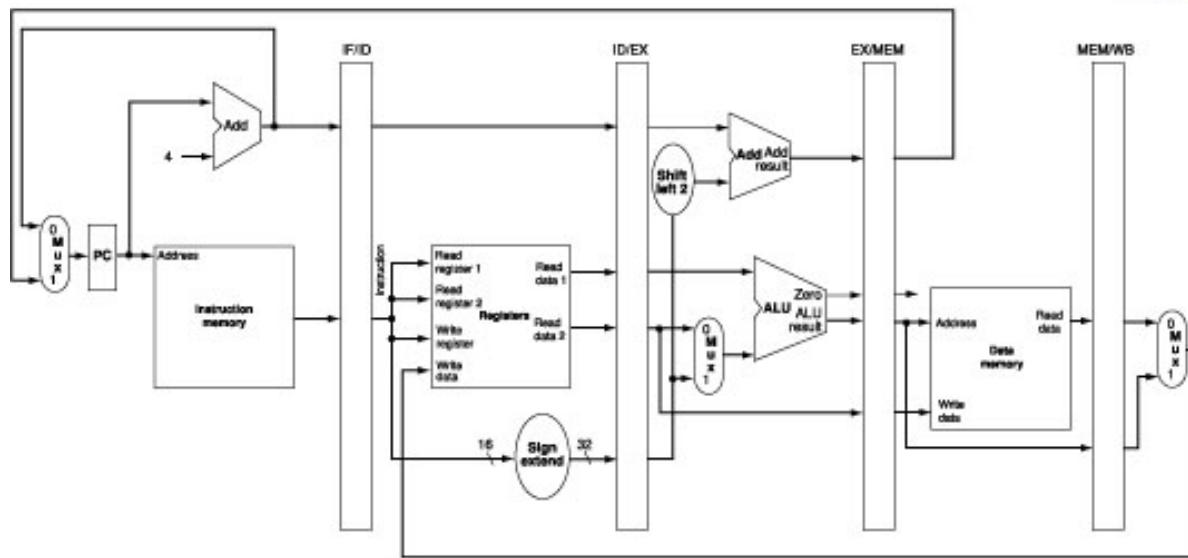 IF/ID
ID/EX
EX/MEM
MEM/WB
Add
4
Shift
left 2
Add
Add
result
0
M
u
x
1
PC
Address
Instruction
memory
Instruction
Read
register 1
Read
register 2
Write
register
Write
data
Registers
Read
data 1
Read
data 2
16
Sign
extend
32
0
M
u
x
1
ALU
Zero
ALU
result
Address
Read
data
Data
memory
Write
data
0
M
u
x
1